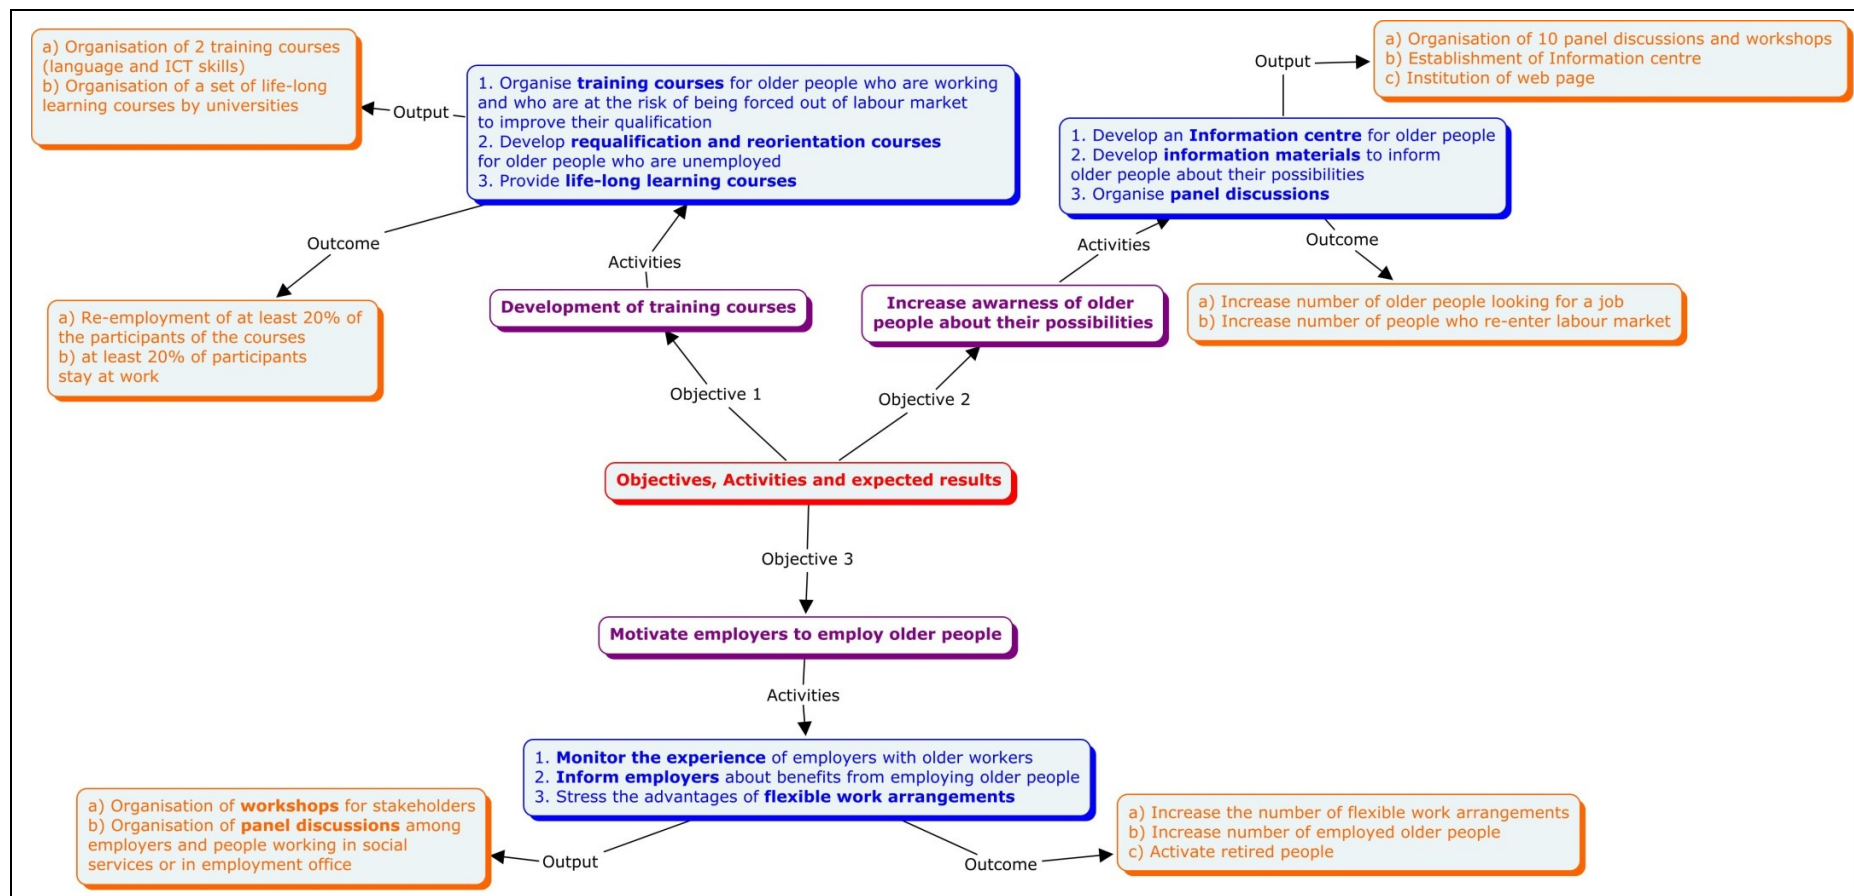 a) Organisation of 2 training courses
(language and ICT skills)
b) Organisation of a set of life-long
learning courses by universities
Output
1. Organise training courses for older people who are working
and who are at the risk of being forced out of labour market
to improve their qualification
2. Develop requalification and reorientation courses
for older people who are unemployed
3. Provide life-long learning courses
Output
a) Organisation of 10 panel discussions and workshops
b) Establishment of Information centre
c) Institution of web page
1. Develop an Information centre for older people
2. Develop information materials to inform
older people about their possibilities
3. Organise panel discussions
Outcome
Activities
Activities
Outcome
a) Re-employment of at least 20% of
the participants of the courses
b) at least 20% of participants
stay at work
Development of training courses
Increase awarness of older
people about their possibilities
a) Increase number of older people looking for a job
b) Increase number of people who re-enter labour market
Objective 1
Objective 2
Objectives, Activities and expected results
Objective 3
Motivate employers to employ older people
Activities
1. Monitor the experience of employers with older workers
2. Inform employers about benefits from employing older people
3. Stress the advantages of flexible work arrangements
a) Organisation of workshops for stakeholders
b) Organisation of panel discussions among
employers and people working in social
services or in employment office
Output
Outcome
a) Increase the number of flexible work arrangements
b) Increase number of employed older people
c) Activate retired people